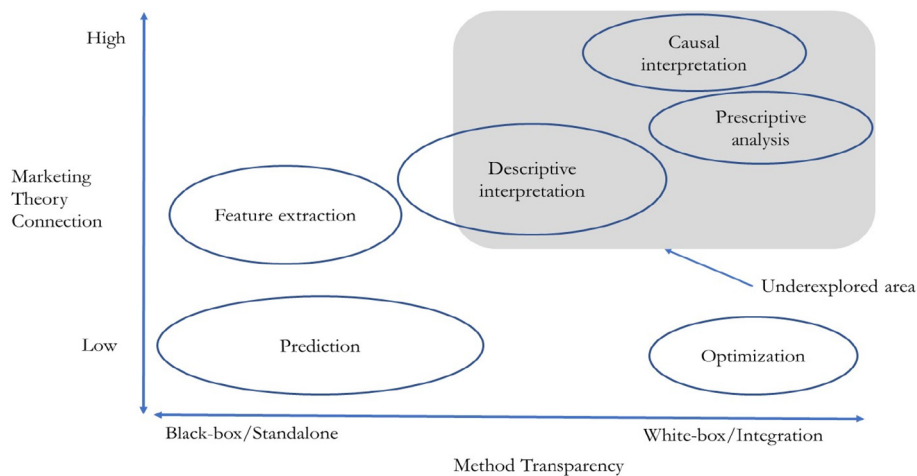 High
Causal
interpretation
Prescriptive
analysis
Marketing
Theory
Connection
Descriptive
interpretation
Feature extraction
Underexplored area
Low
Prediction
Optimization
Black-box/Standalone
White-box/Integration
Method Transparency